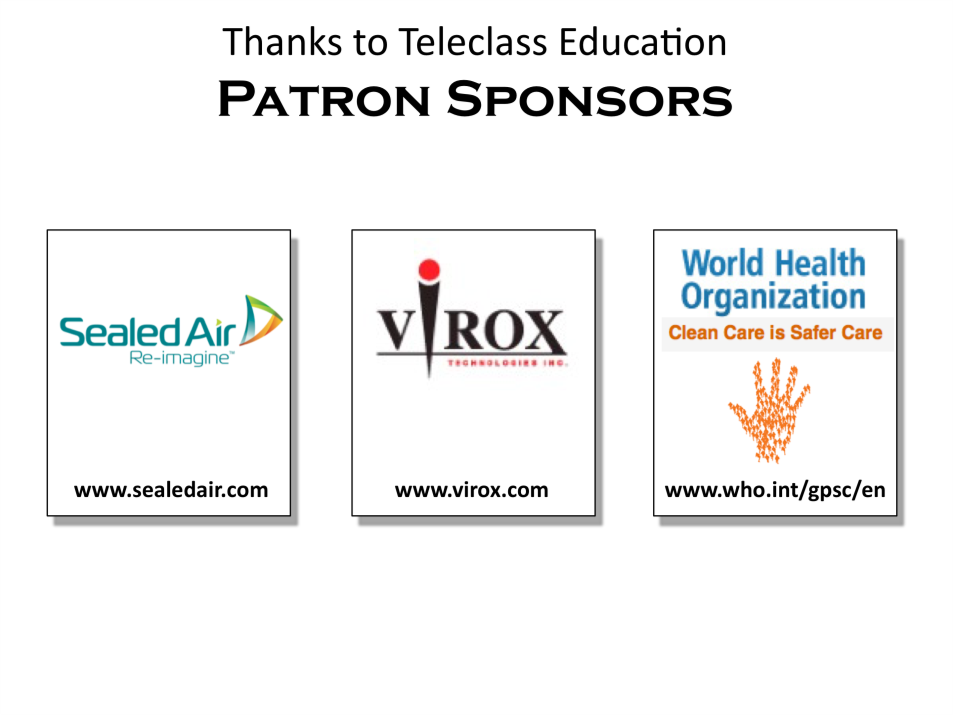 Thanks to Teleclass Education
PATRON SPONSORS
Sealed Air
Re-imagine™
www.sealedair.com
VIROX
TECHNOLOGIES INC.
www.virox.com
World Health
Organization
Clean Care is Safer Care
www.who.int/gpsc/en